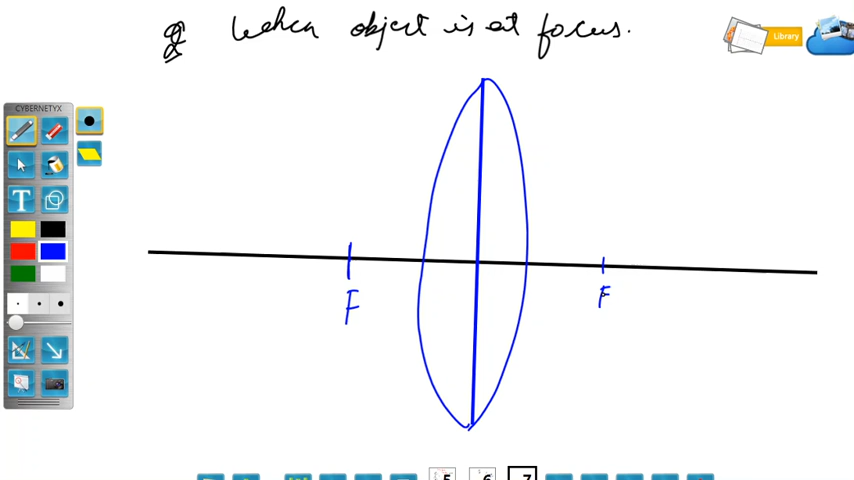 When object is at focus.
Library
CYBERNETYX
T
F
F
5
6
7